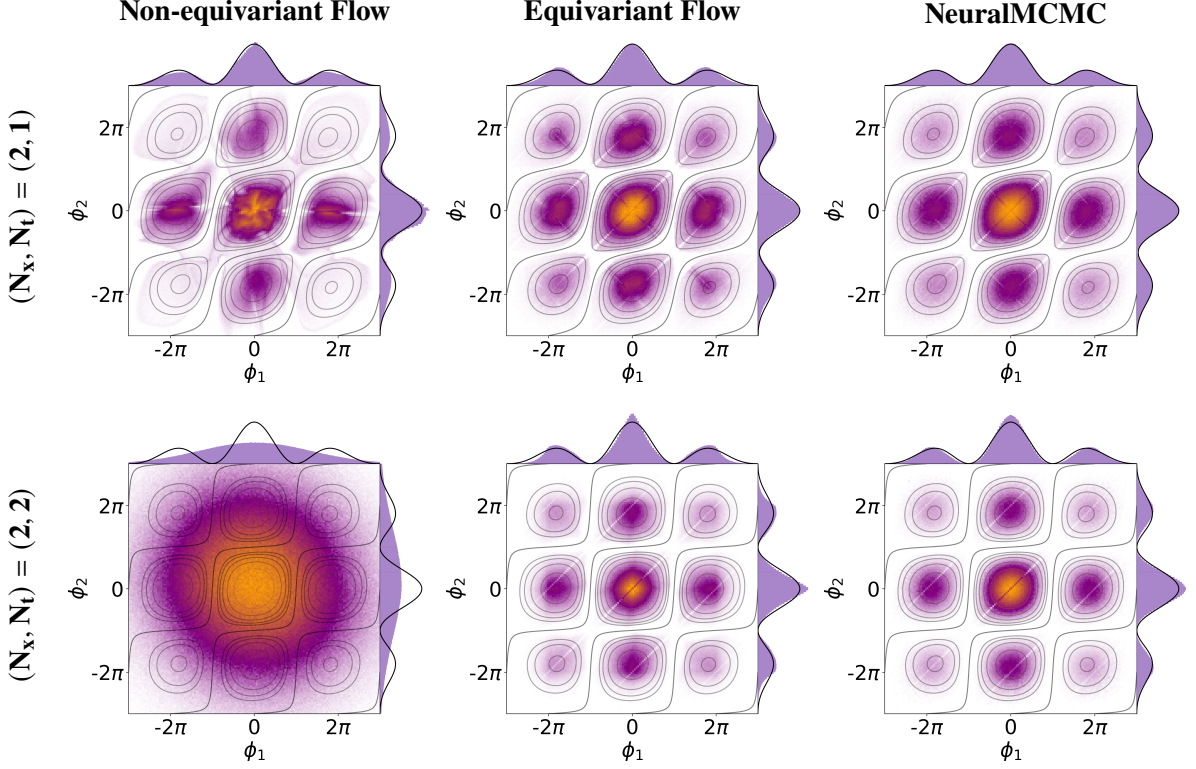 Non-equivariant Flow
Equivariant Flow
NeuralMCMC
(Nₓ, Nₜ) = (2, 1)
2π
0
-2π
ϕ₂
-2π 0 2π
ϕ₁
2π
0
-2π
ϕ₂
-2π 0 2π
ϕ₁
2π
0
-2π
ϕ₂
-2π 0 2π
ϕ₁
(Nₓ, Nₜ) = (2, 2)
2π
0
-2π
ϕ₂
-2π 0 2π
ϕ₁
2π
0
-2π
ϕ₂
-2π 0 2π
ϕ₁
2π
0
-2π
ϕ₂
-2π 0 2π
ϕ₁